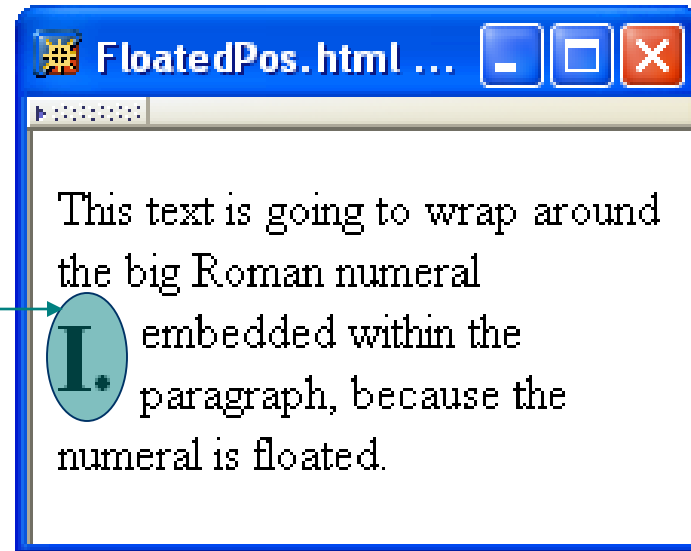 FloatedPos.html ...
This text is going to wrap around
the big Roman numeral
I. embedded within the
paragraph, because the
numeral is floated.